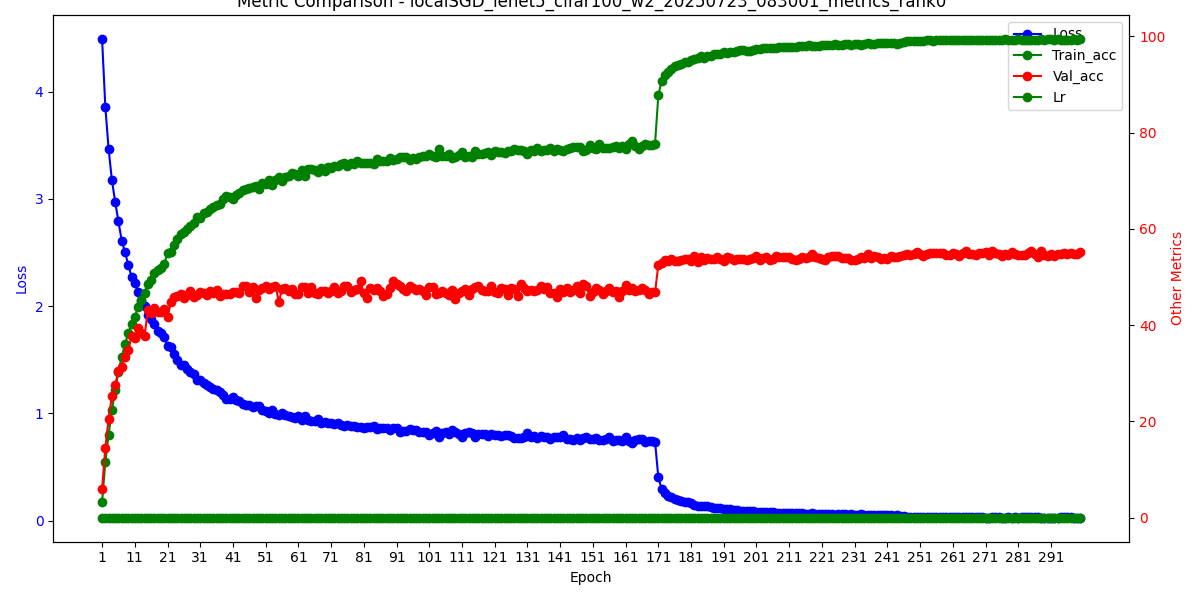 Metric Comparison - localSGD_lenet5_cifar100_w2_20250723_083001_metrics_rank0
Loss
Train_acc
Val_acc
Lr
4
3
2
1
0
Loss
100
80
60
40
20
0
Other Metrics
1 11 21 31 41 51 61 71 81 91 101 111 121 131 141 151 161 171 181 191 201 211 221 231 241 251 261 271 281 291
Epoch